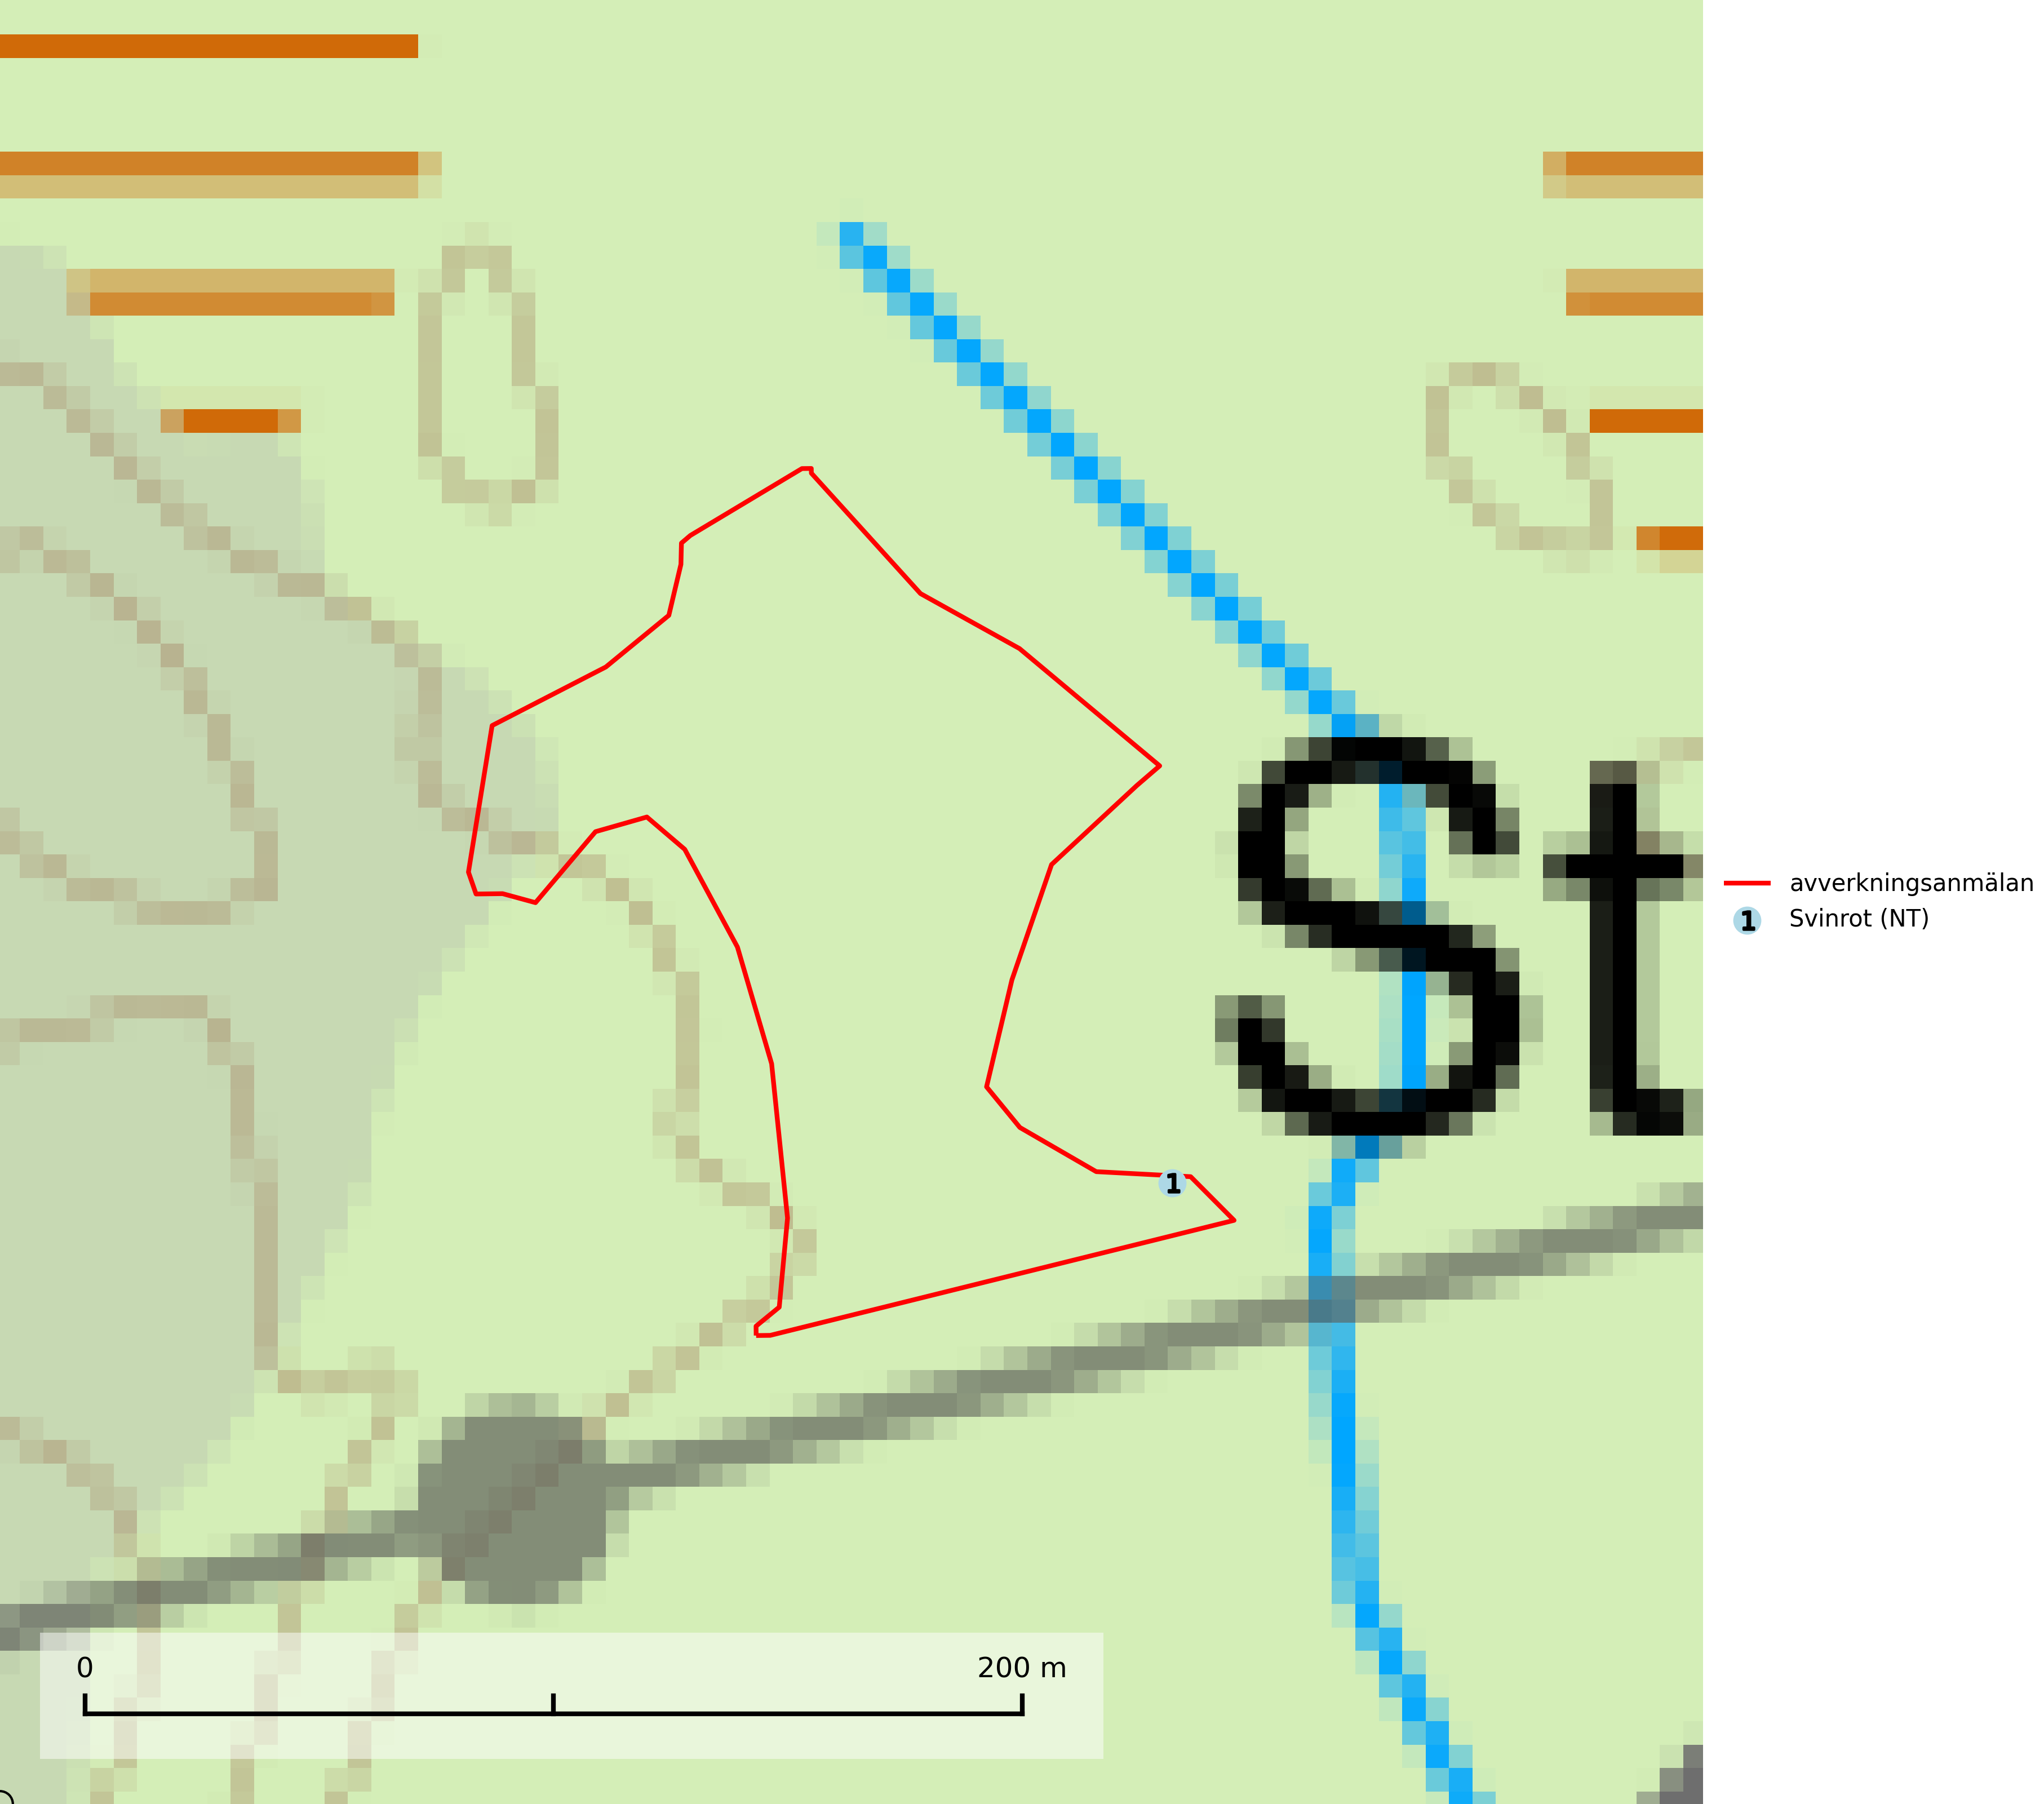 St
avverkningsanmälan
1 Svinrot (NT)
1
0 200 m